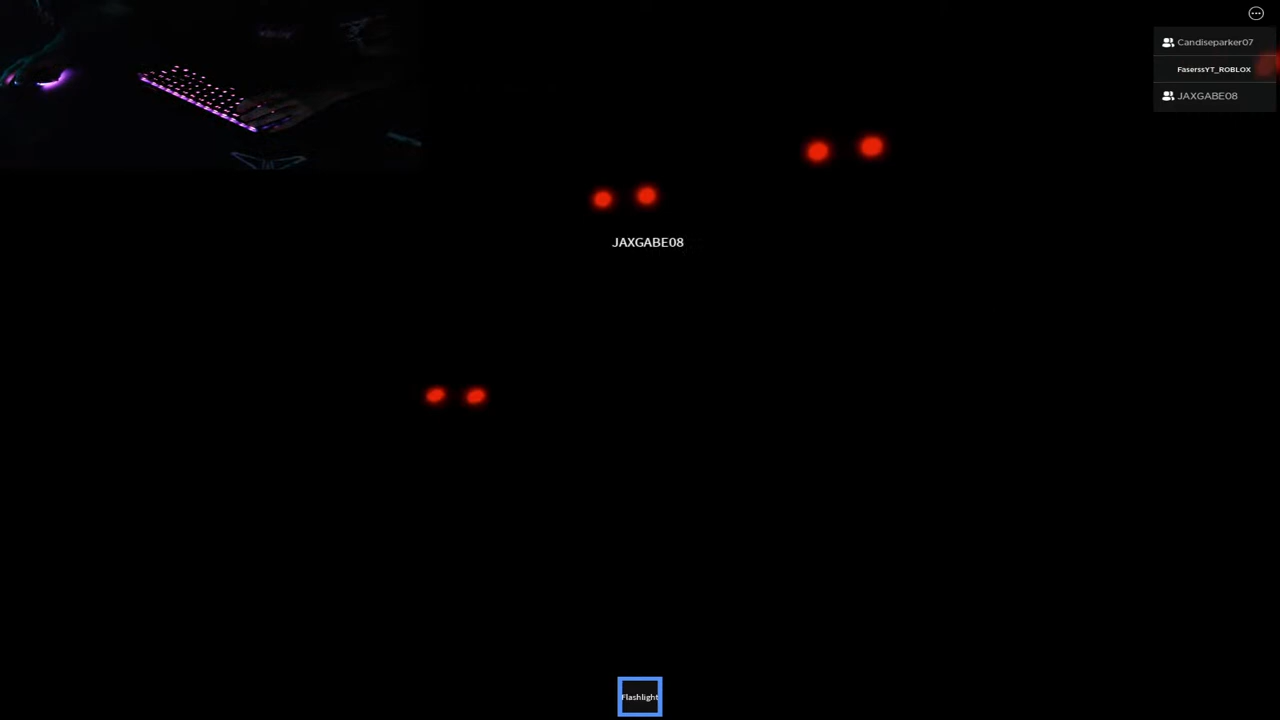 Candiseparker07
FaserssYT_ROBLOX
JAXGABE08
JAXGABE08
Flashlight